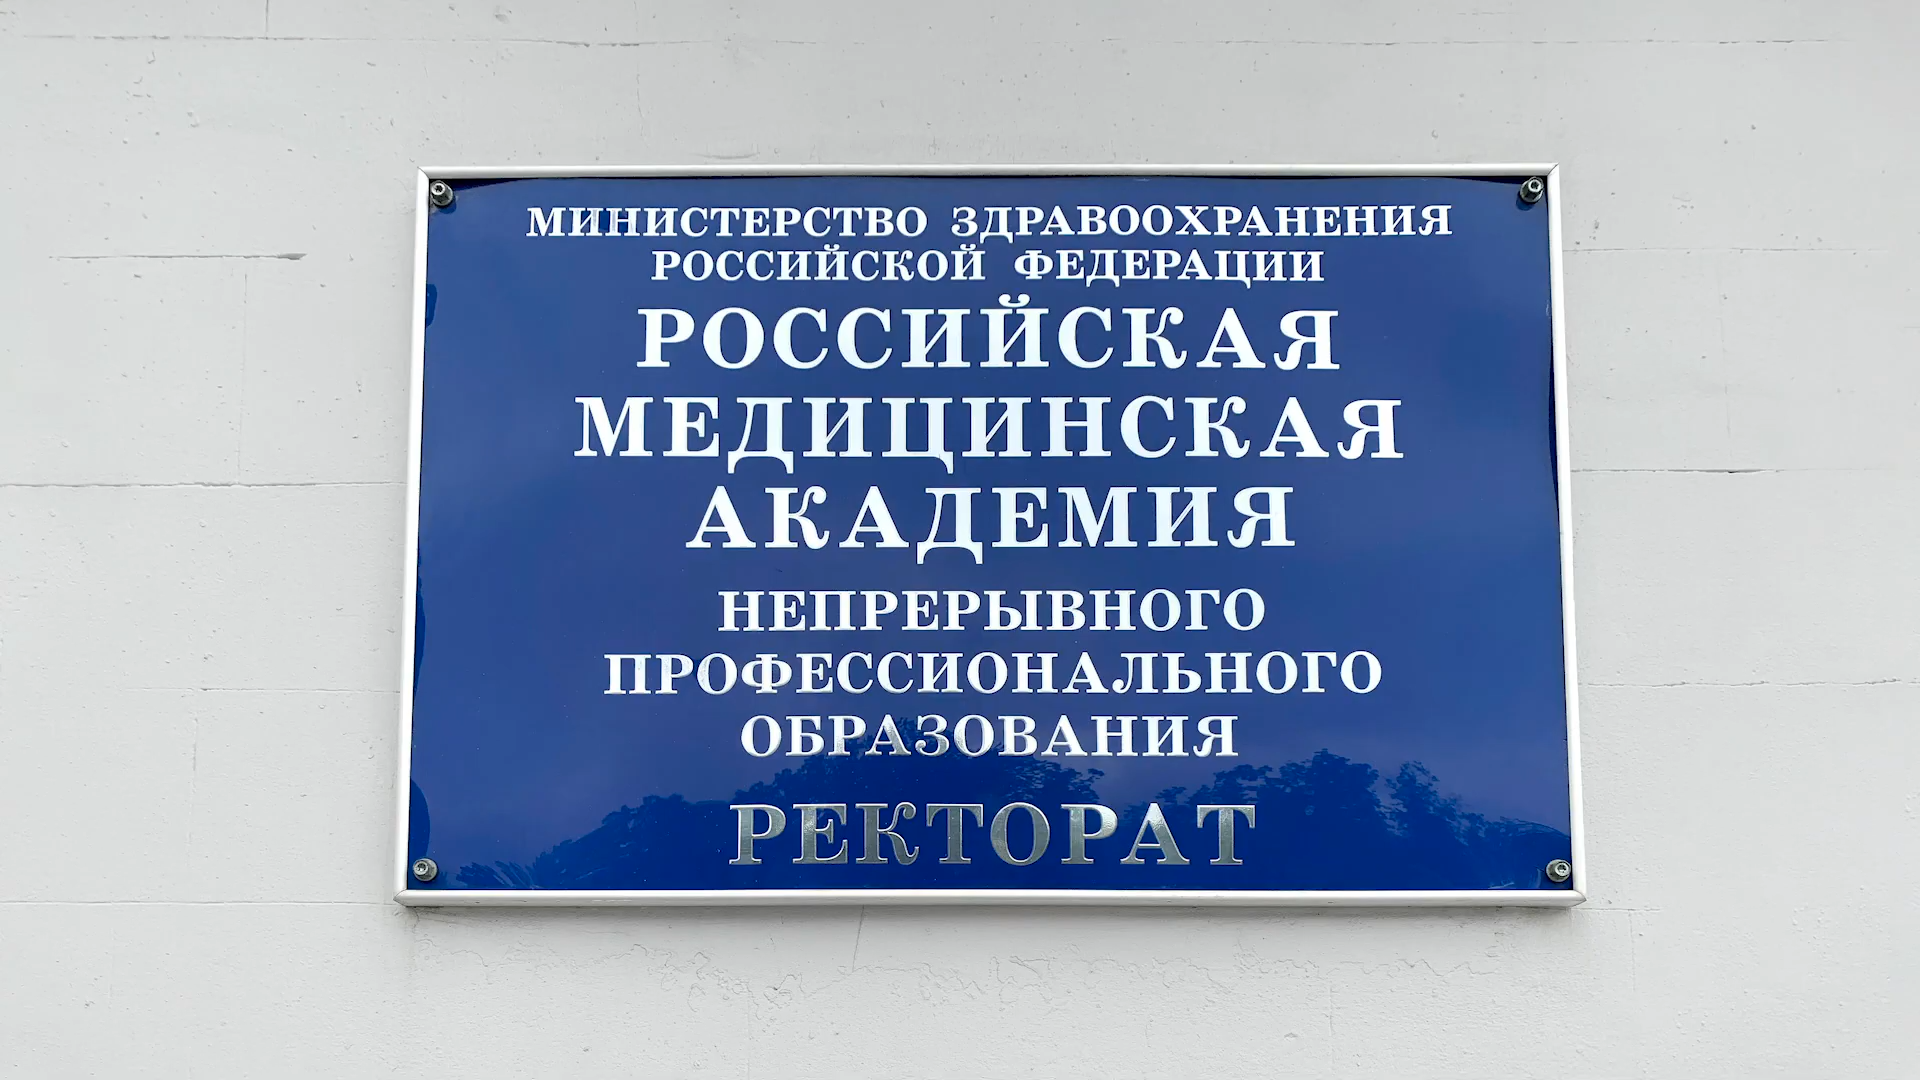 МИНИСТЕРСТВО ЗДРАВООХРАНЕНИЯ
РОССИЙСКОЙ ФЕДЕРАЦИИ
РОССИЙСКАЯ
МЕДИЦИНСКАЯ
АКАДЕМИЯ
НЕПРЕРЫВНОГО
ПРОФЕССИОНАЛЬНОГО
ОБРАЗОВАНИЯ
РЕКТОРАТ